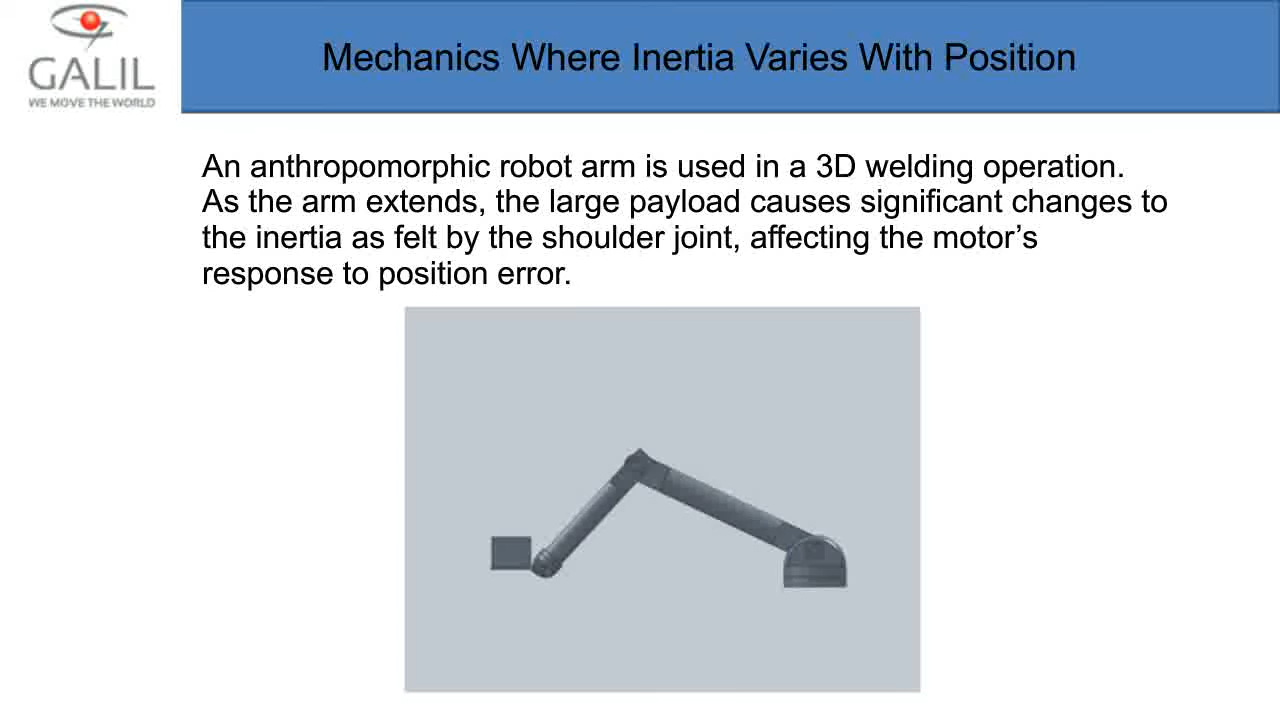 GALIL
WE MOVE THE WORLD
Mechanics Where Inertia Varies With Position
An anthropomorphic robot arm is used in a 3D welding operation.
As the arm extends, the large payload causes significant changes to
the inertia as felt by the shoulder joint, affecting the motor’s
response to position error.